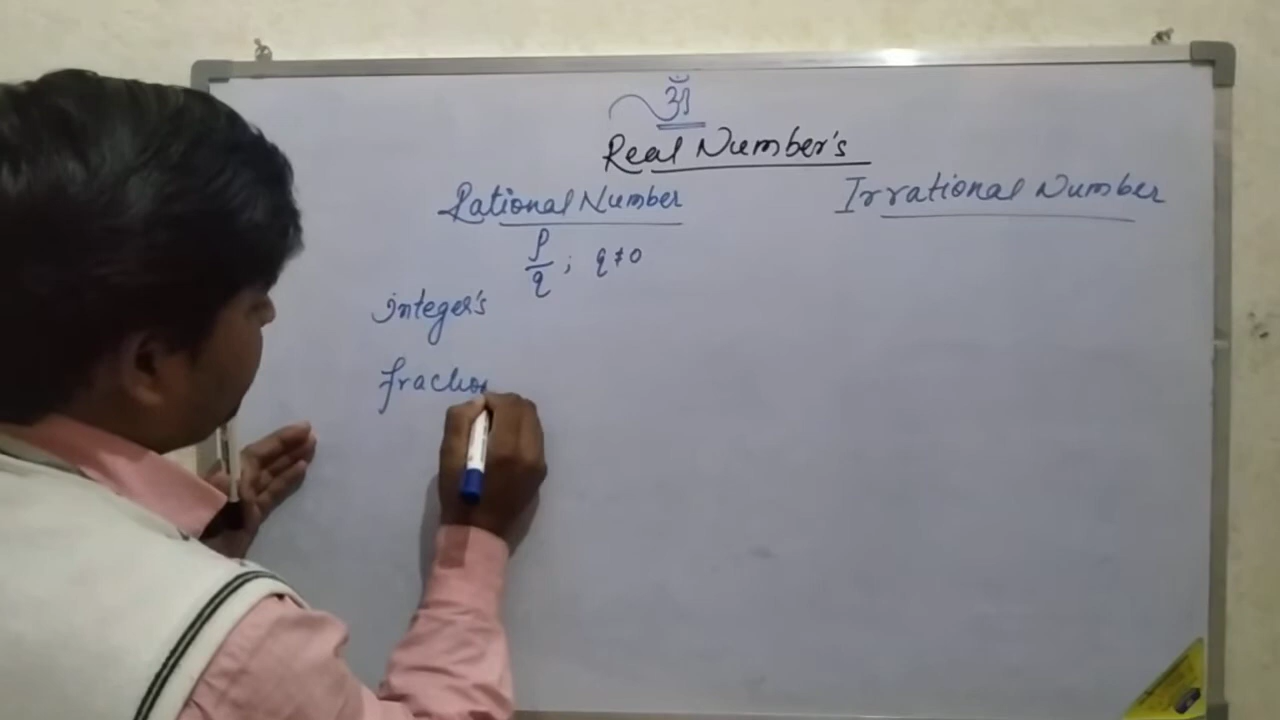 ॐ
Real Number's
Rational Number
Irrational Number
p/q ; q≠0
integer's
fraction